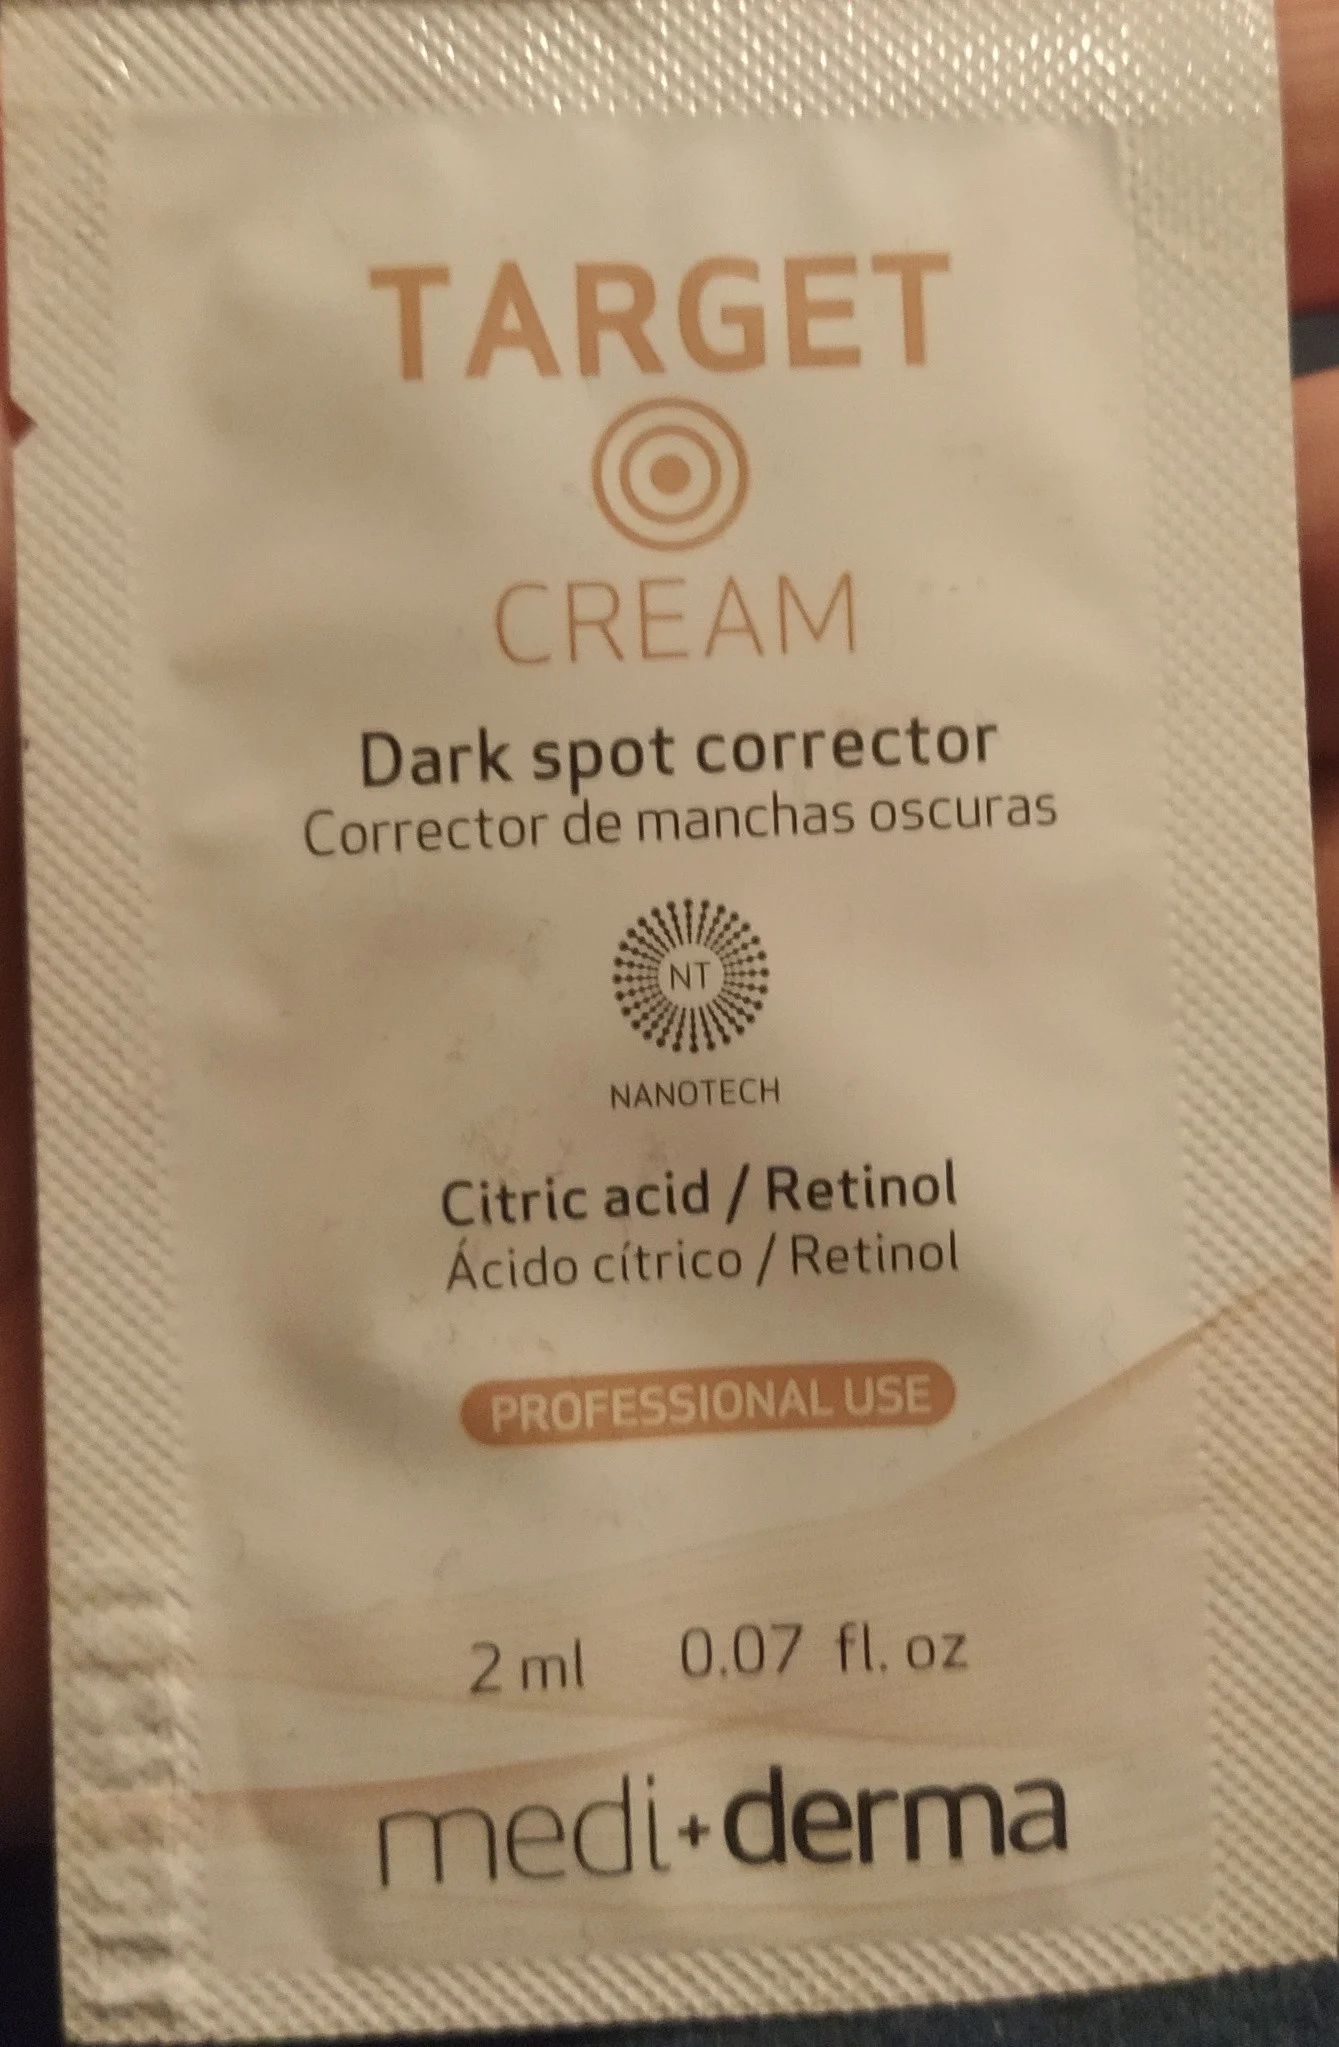 TARGET
CREAM
Dark spot corrector
Corrector de manchas oscuras
NT
NANOTECH
Citric acid / Retinol
Ácido cítrico / Retinol
PROFESSIONAL USE
2 ml 0.07 fl. oz
medi+derma